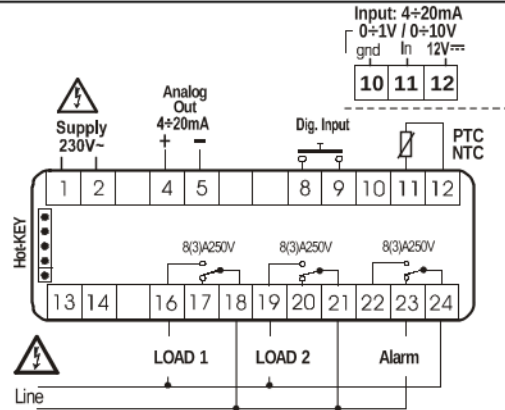 Input: 4÷20mA
0÷1V / 0÷10V
gnd In 12V
10 11 12
Supply
230V~
Analog
Out
4÷20mA
+ -
Dig. Input
PTC
NTC
1 2 4 5 8 9 10 11 12
Hot-KEY
8(3)A250V 8(3)A250V 8(3)A250V
13 14 16 17 18 19 20 21 22 23 24
LOAD 1 LOAD 2 Alarm
Line